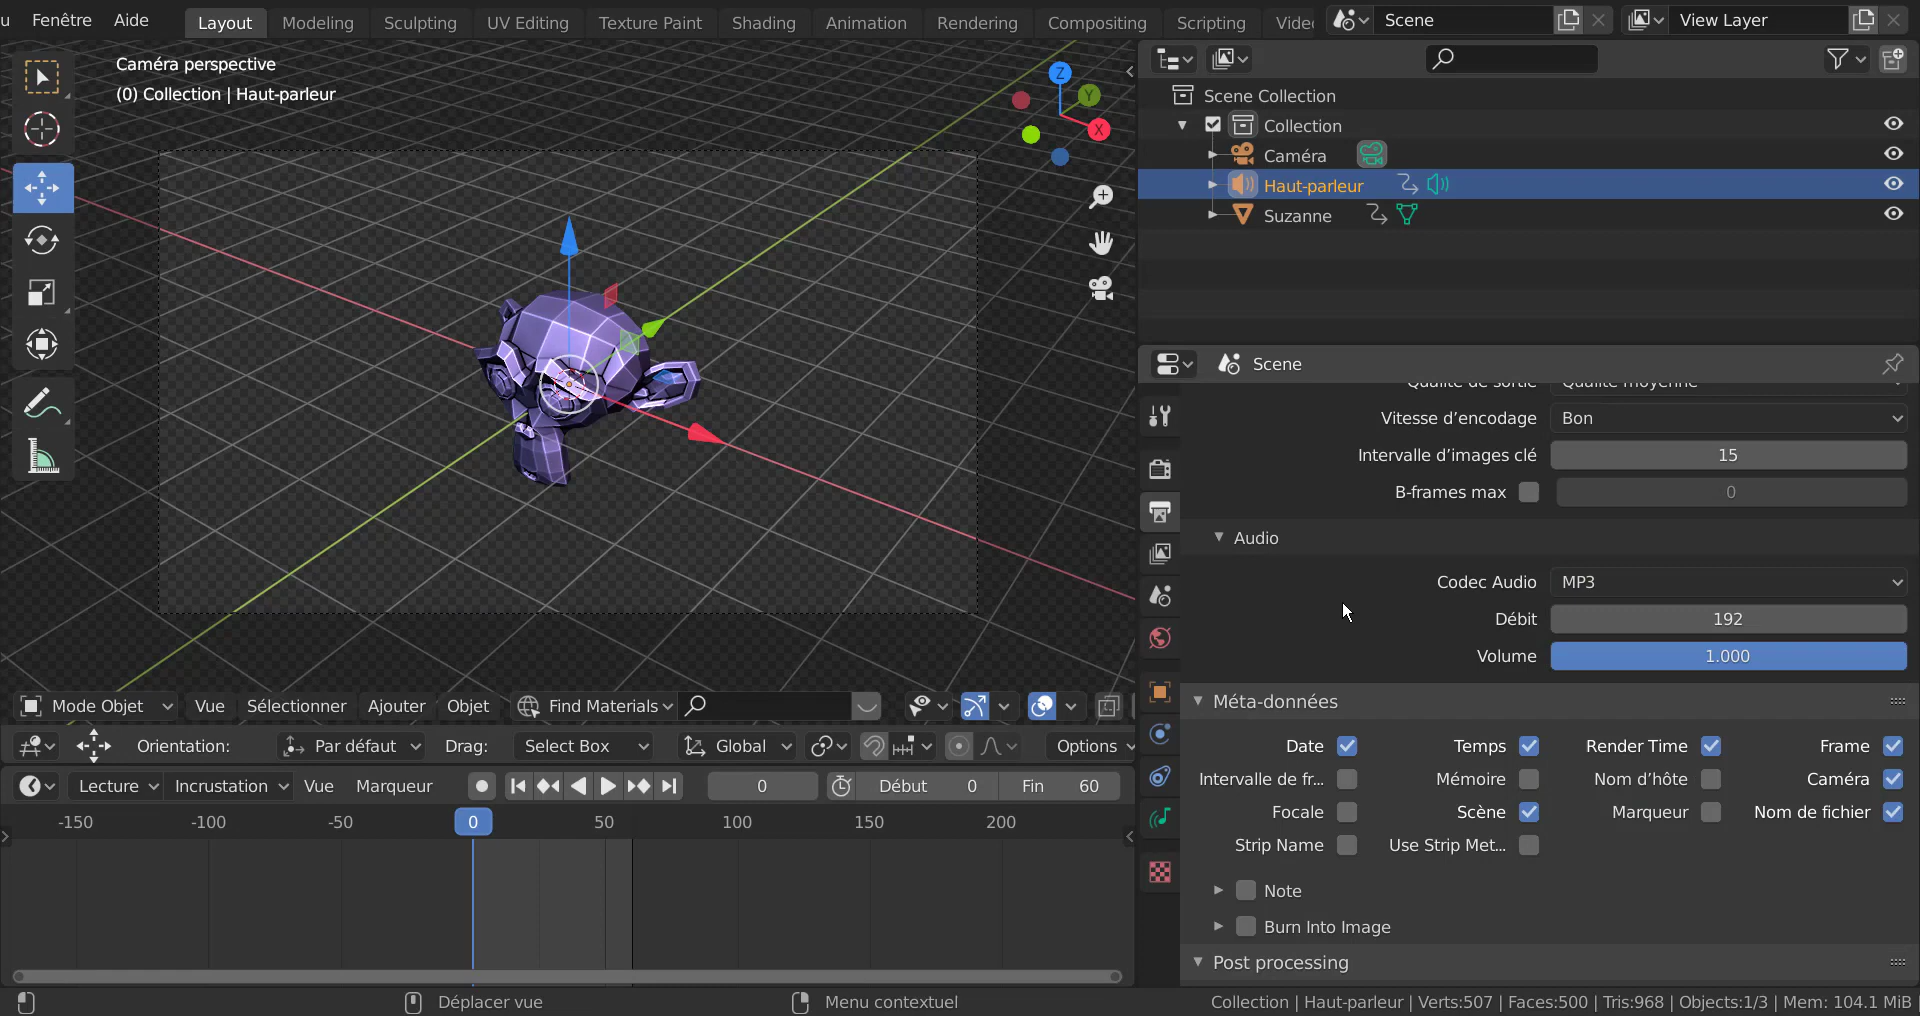 u Fenêtre Aide Layout Modeling Sculpting UV Editing Texture Paint Shading Animation Rendering Compositing Scripting Vide Scene View Layer
Caméra perspective
(0) Collection | Haut-parleur
Z
Y
X
Scene Collection
Collection
Caméra
Haut-parleur
Suzanne
Scene
Qualité de sortie Qualité moyenne
Vitesse d'encodage Bon
Intervalle d'images clé 15
B-frames max 0
Audio
Codec Audio MP3
Débit 192
Volume 1.000
Méta-données
Date Temps Render Time Frame
Intervalle de fr... Mémoire Nom d'hôte Caméra
Focale Scène Marqueur Nom de fichier
Strip Name Use Strip Met...
Note
Burn Into Image
Post processing
Mode Objet Vue Sélectionner Ajouter Objet Find Materials
Orientation: Par défaut Drag: Select Box Global Options
Lecture Incrustation Vue Marqueur 0 Début 0 Fin 60
-150 -100 -50 0 50 100 150 200
Déplacer vue Menu contextuel Collection | Haut-parleur | Verts:507 | Faces:500 | Tris:968 | Objects:1/3 | Mem: 104.1 MiB